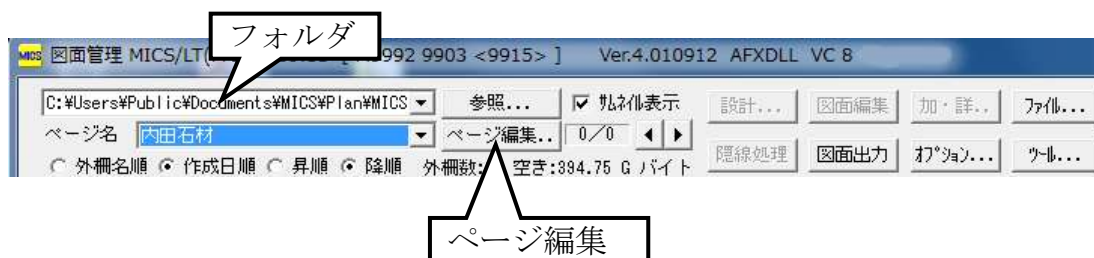 フォルダ
MICS 図面管理 MICS/LT( 992 9903 <9915> ] Ver.4.010912 AFXDLL VC 8
C:¥Users¥Public¥Documents¥MICS¥Plan¥MICS 参照... サムネイル表示 設計... 図面編集 加・詳.. ファイル...
ページ名 内田石材 ページ編集.. 0/0
外柵名順 作成日順 昇順 降順 外柵数: 空き:394.75 G バイト 隠線処理 図面出力 オプション... ツール...
ページ編集